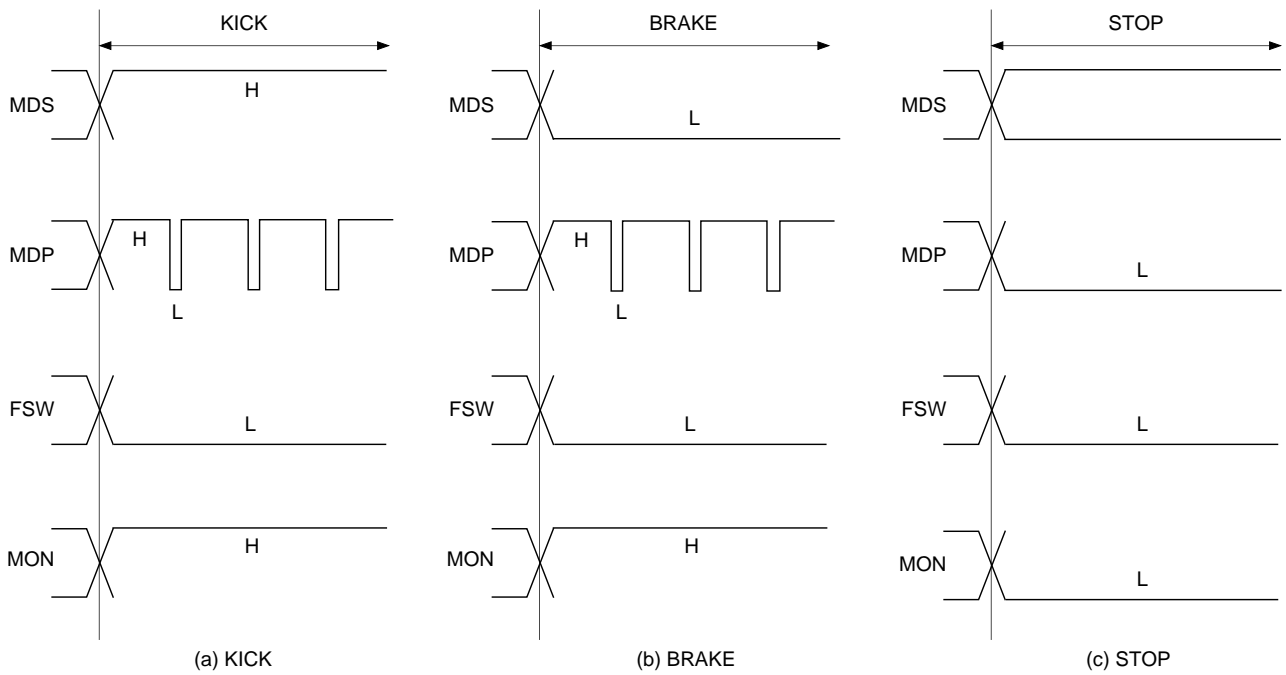 KICK
BRAKE
STOP
MDS
H
MDS
L
MDS
MDP
H
L
MDP
H
L
MDP
L
FSW
L
FSW
L
FSW
L
MON
H
MON
H
MON
L
(a) KICK
(b) BRAKE
(c) STOP